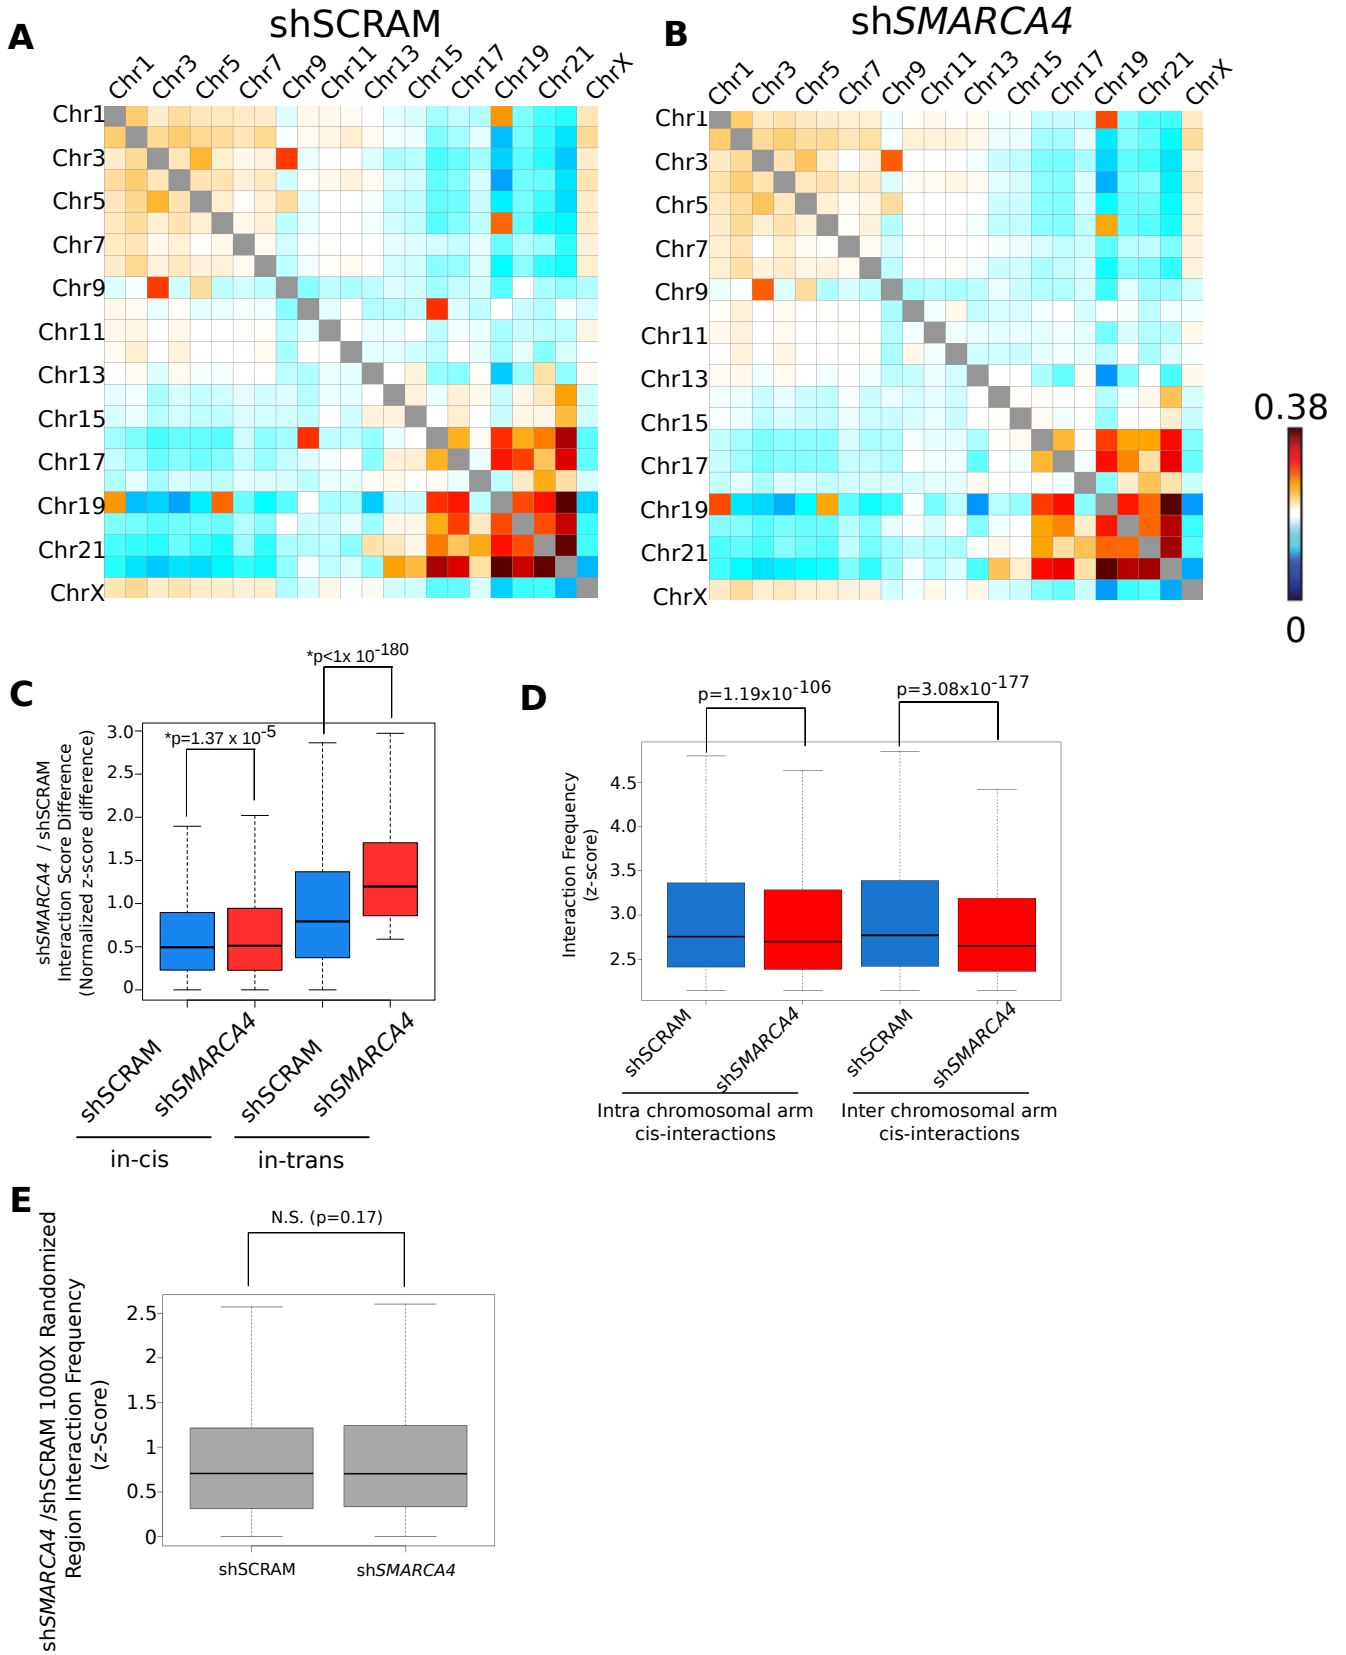 A
shSCRAM
Chr1 Chr3 Chr5 Chr7 Chr9 Chr11 Chr13 Chr15 Chr17 Chr19 Chr21 ChrX
Chr1
Chr3
Chr5
Chr7
Chr9
Chr11
Chr13
Chr15
Chr17
Chr19
Chr21
ChrX
B
shSMARCA4
Chr1 Chr3 Chr5 Chr7 Chr9 Chr11 Chr13 Chr15 Chr17 Chr19 Chr21 ChrX
Chr1
Chr3
Chr5
Chr7
Chr9
Chr11
Chr13
Chr15
Chr17
Chr19
Chr21
ChrX
0.38
0
C
*p<1x 10-180
*p=1.37 x 10-5
shSMARCA4 / shSCRAM
Interaction Score Difference
(Normalized z-score difference)
3.0
2.5
2.0
1.5
1.0
0.5
0
shSCRAM shSMARCA4 shSCRAM shSMARCA4
in-cis in-trans
D
p=1.19x10-106
p=3.08x10-177
Interaction Frequency
(z-score)
4.5
4.0
3.5
3.0
2.5
shSCRAM shSMARCA4 shSCRAM shSMARCA4
Intra chromosomal arm
cis-interactions
Inter chromosomal arm
cis-interactions
E
N.S. (p=0.17)
shSMARCA4 /shSCRAM 1000X Randomized
Region Interaction Frequency
(z-Score)
2.5
2
1.5
1
0.5
0
shSCRAM shSMARCA4